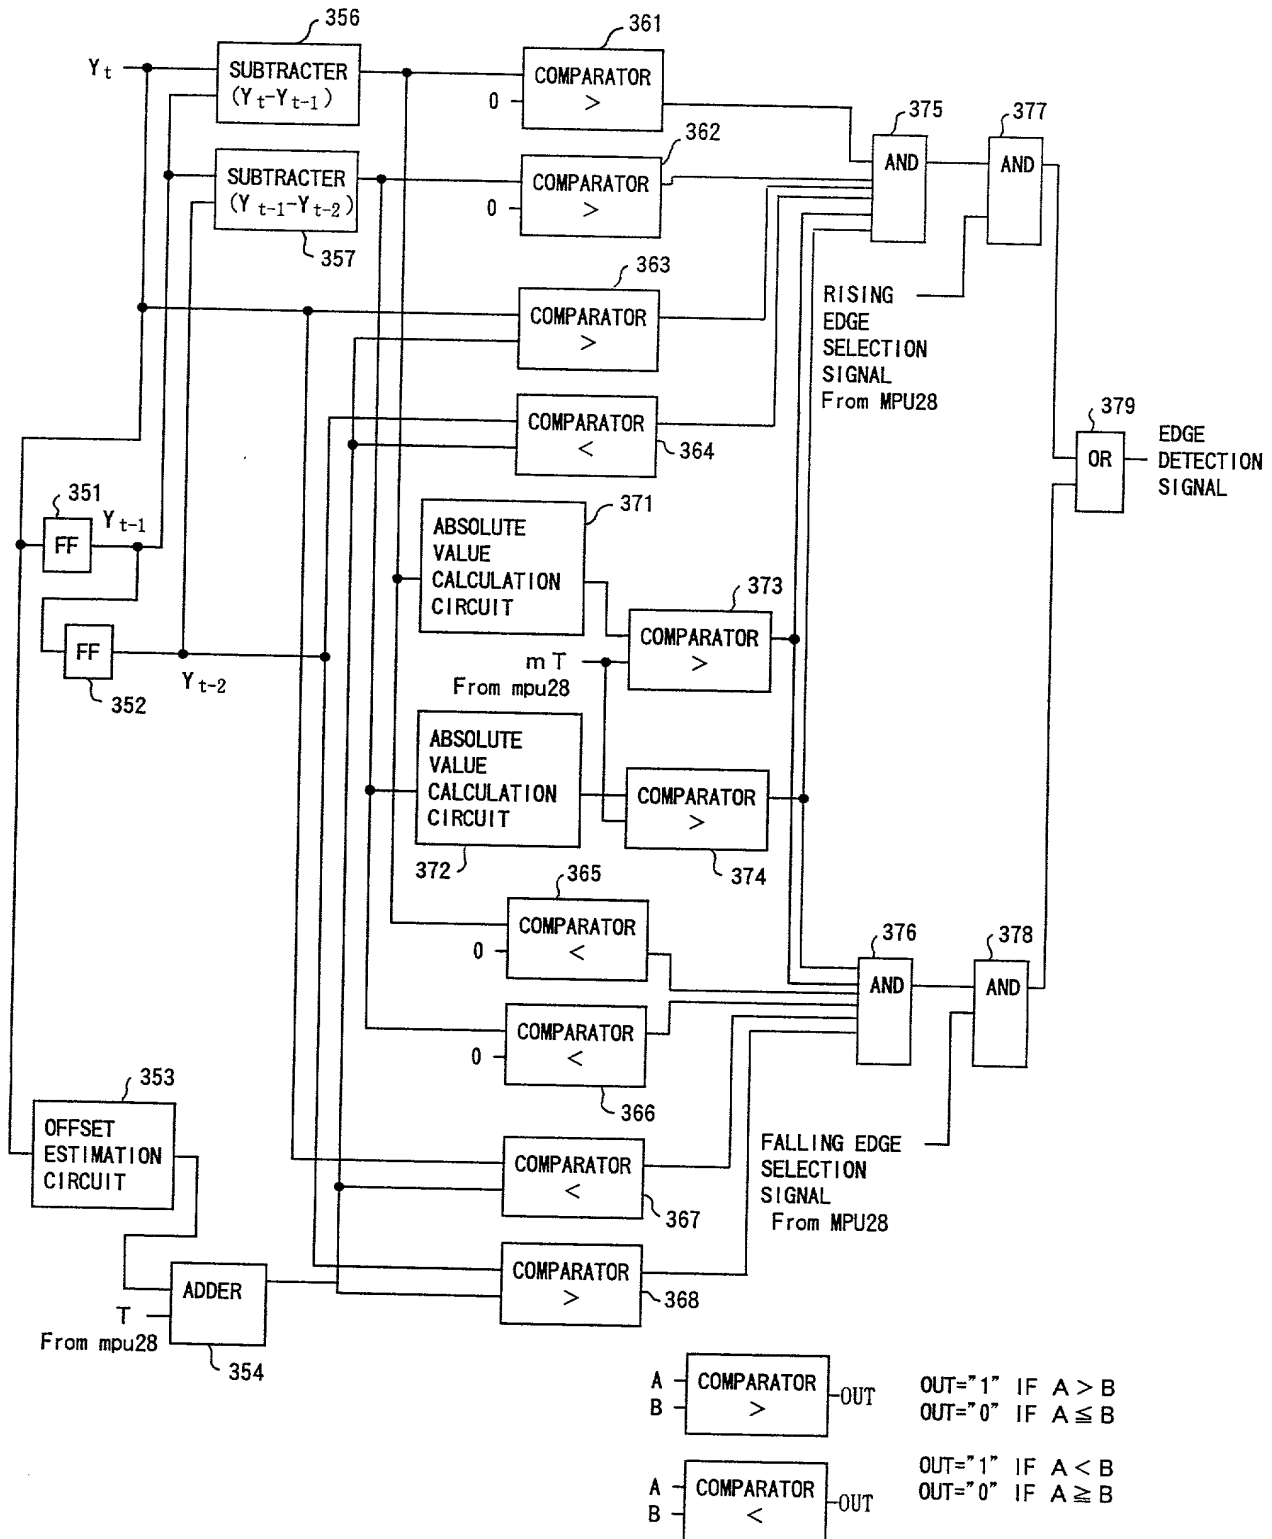 356
361
Yt
SUBTRACTER
(Yt-Yt-1)
COMPARATOR
>
0
375
377
362
AND
AND
SUBTRACTER
(Yt-1-Yt-2)
COMPARATOR
>
0
357
363
COMPARATOR
>
RISING
EDGE
SELECTION
SIGNAL
From MPU28
COMPARATOR
<
364
379
OR
EDGE
DETECTION
SIGNAL
351
Yt-1
FF
371
ABSOLUTE
VALUE
CALCULATION
CIRCUIT
373
COMPARATOR
>
FF
352
Yt-2
mT
From mpu28
ABSOLUTE
VALUE
CALCULATION
CIRCUIT
COMPARATOR
>
372
374
365
COMPARATOR
<
0
376
378
AND
AND
COMPARATOR
<
0
366
353
OFFSET
ESTIMATION
CIRCUIT
FALLING EDGE
SELECTION
SIGNAL
From MPU28
COMPARATOR
<
367
COMPARATOR
>
368
ADDER
T
From mpu28
354
A
B
COMPARATOR
>
OUT
OUT="1" IF A > B
OUT="0" IF A ≦ B
A
B
COMPARATOR
<
OUT
OUT="1" IF A < B
OUT="0" IF A ≧ B